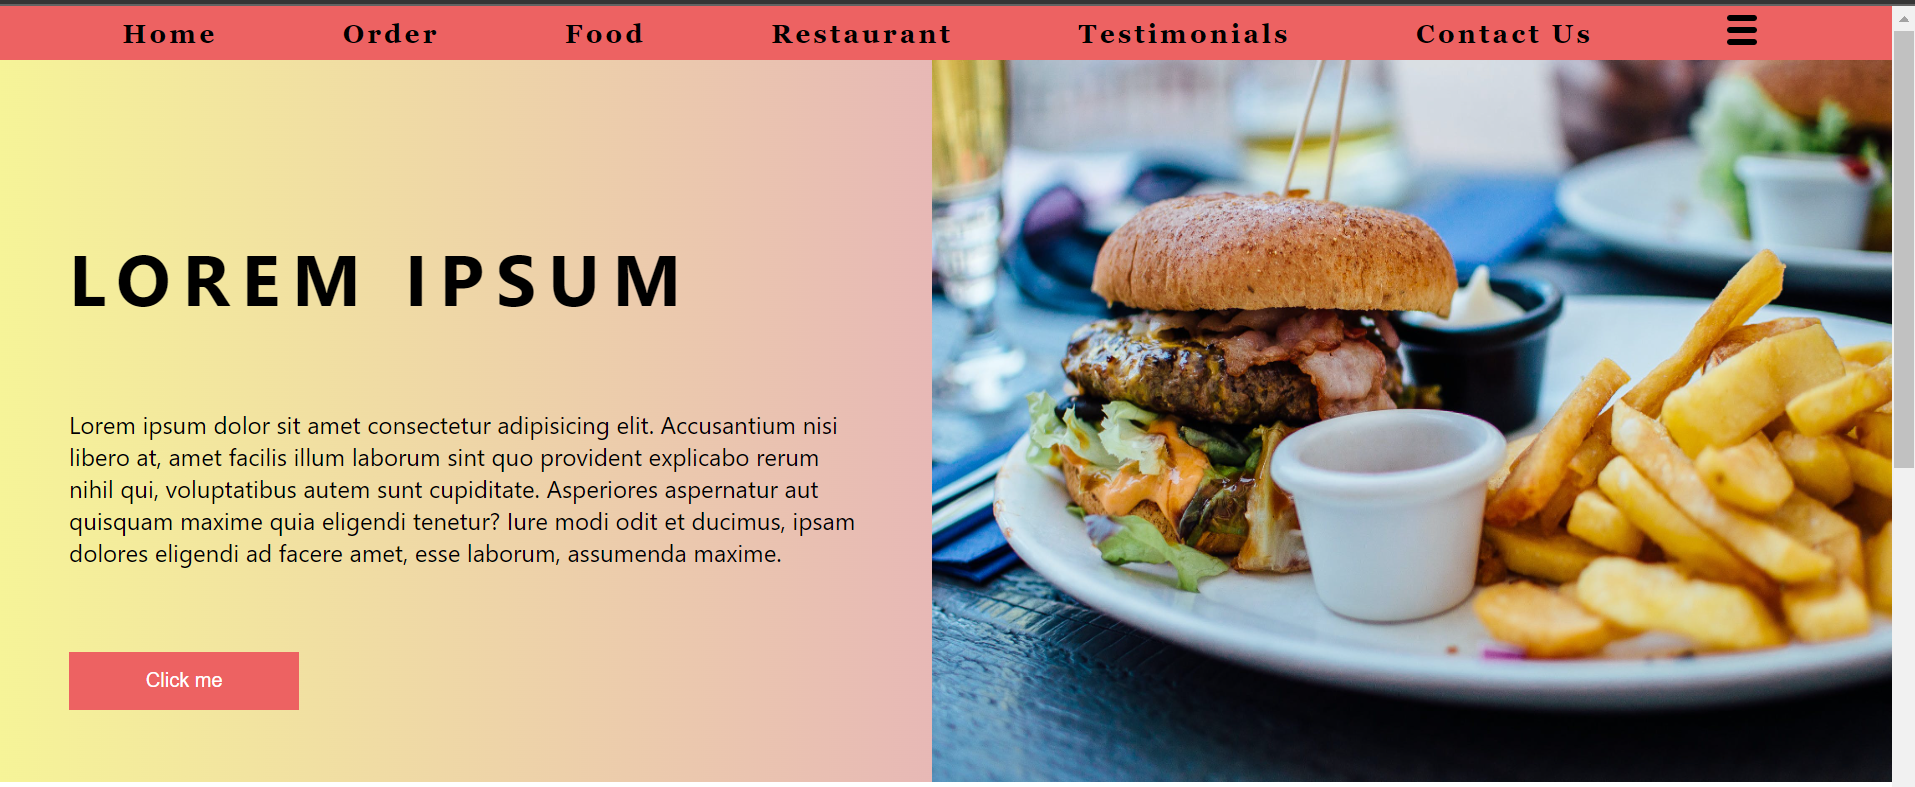 Home Order Food Restaurant Testimonials Contact Us
LOREM IPSUM
Lorem ipsum dolor sit amet consectetur adipisicing elit. Accusantium nisi
libero at, amet facilis illum laborum sint quo provident explicabo rerum
nihil qui, voluptatibus autem sunt cupiditate. Asperiores aspernatur aut
quisquam maxime quia eligendi tenetur? Iure modi odit et ducimus, ipsam
dolores eligendi ad facere amet, esse laborum, assumenda maxime.
Click me